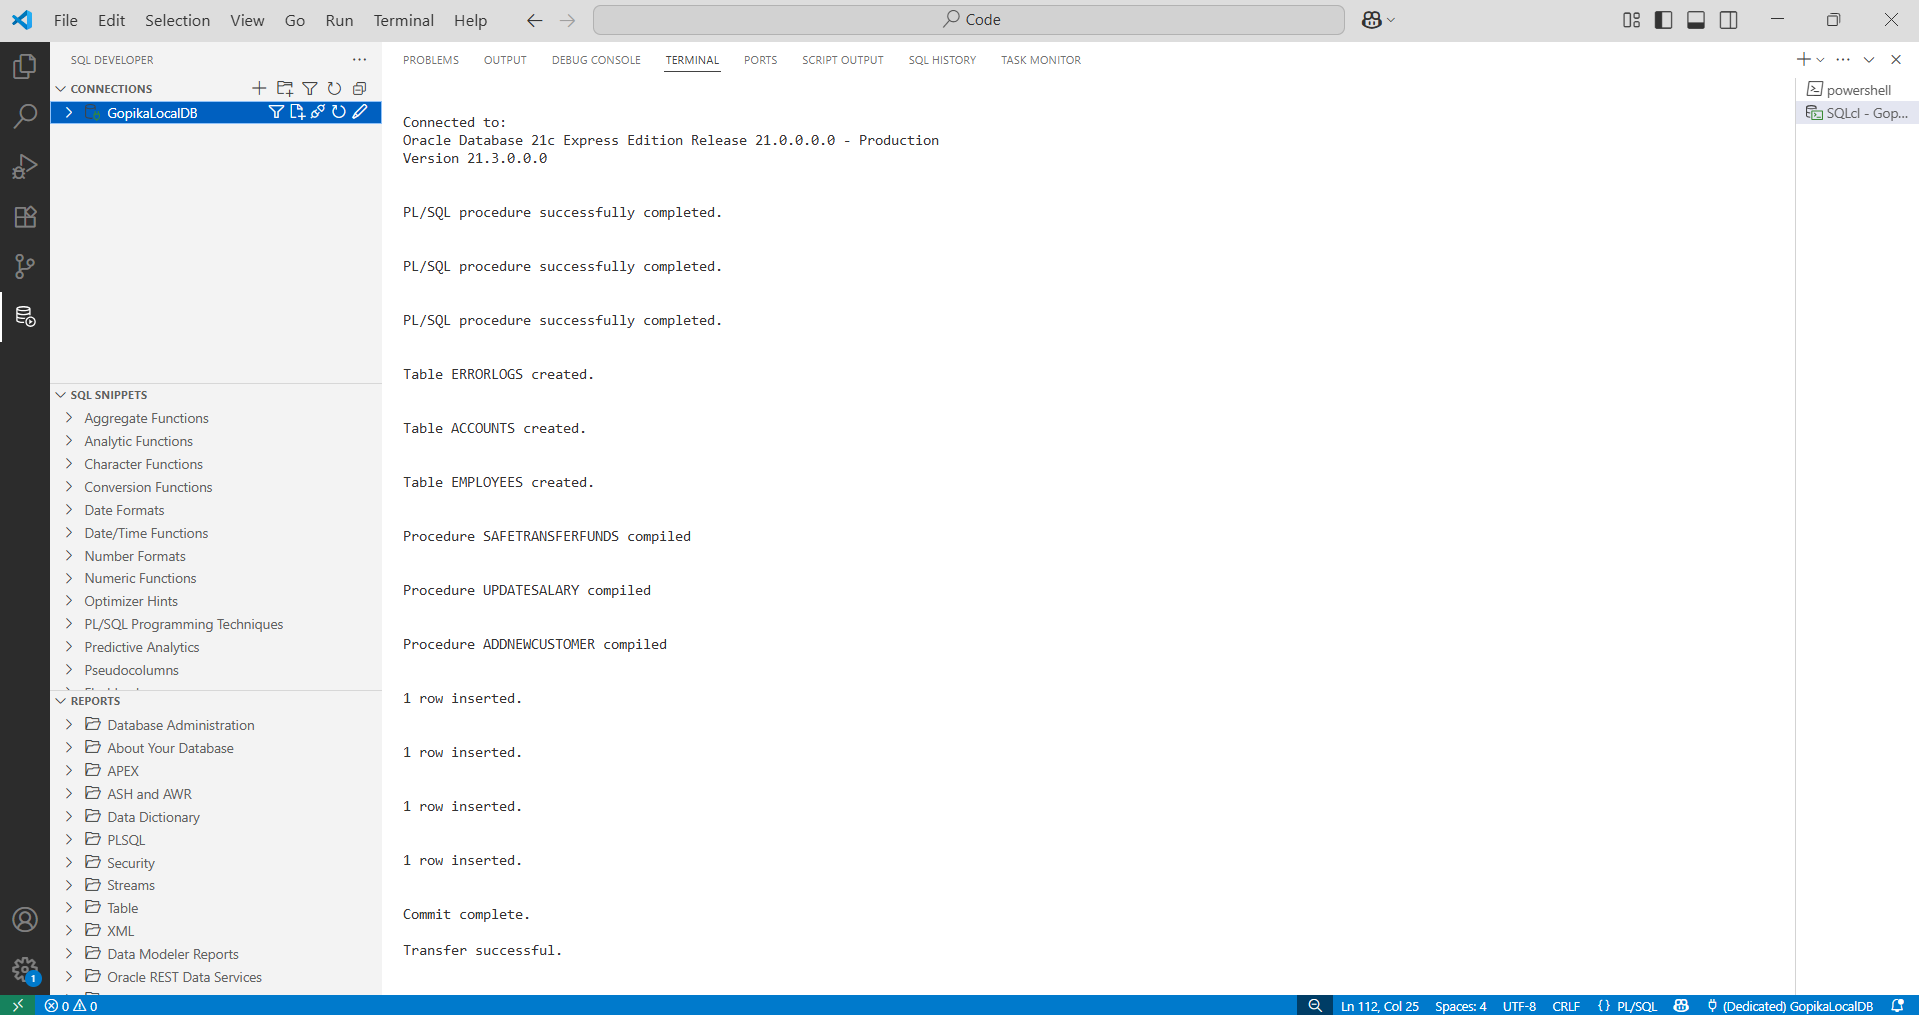 File Edit Selection View Go Run Terminal Help
Code
SQL DEVELOPER
CONNECTIONS
GopikaLocalDB
SQL SNIPPETS
Aggregate Functions
Analytic Functions
Character Functions
Conversion Functions
Date Formats
Date/Time Functions
Number Formats
Numeric Functions
Optimizer Hints
PL/SQL Programming Techniques
Predictive Analytics
Pseudocolumns
REPORTS
Database Administration
About Your Database
APEX
ASH and AWR
Data Dictionary
PLSQL
Security
Streams
Table
XML
Data Modeler Reports
Oracle REST Data Services
1
PROBLEMS OUTPUT DEBUG CONSOLE TERMINAL PORTS SCRIPT OUTPUT SQL HISTORY TASK MONITOR
Connected to:
Oracle Database 21c Express Edition Release 21.0.0.0.0 - Production
Version 21.3.0.0.0
PL/SQL procedure successfully completed.
PL/SQL procedure successfully completed.
PL/SQL procedure successfully completed.
Table ERRORLOGS created.
Table ACCOUNTS created.
Table EMPLOYEES created.
Procedure SAFETRANSFERFUNDS compiled
Procedure UPDATESALARY compiled
Procedure ADDNEWCUSTOMER compiled
1 row inserted.
1 row inserted.
1 row inserted.
1 row inserted.
Commit complete.
Transfer successful.
powershell
SQLcl - Gop...
0 0
Ln 112, Col 25 Spaces: 4 UTF-8 CRLF {} PL/SQL (Dedicated) GopikaLocalDB